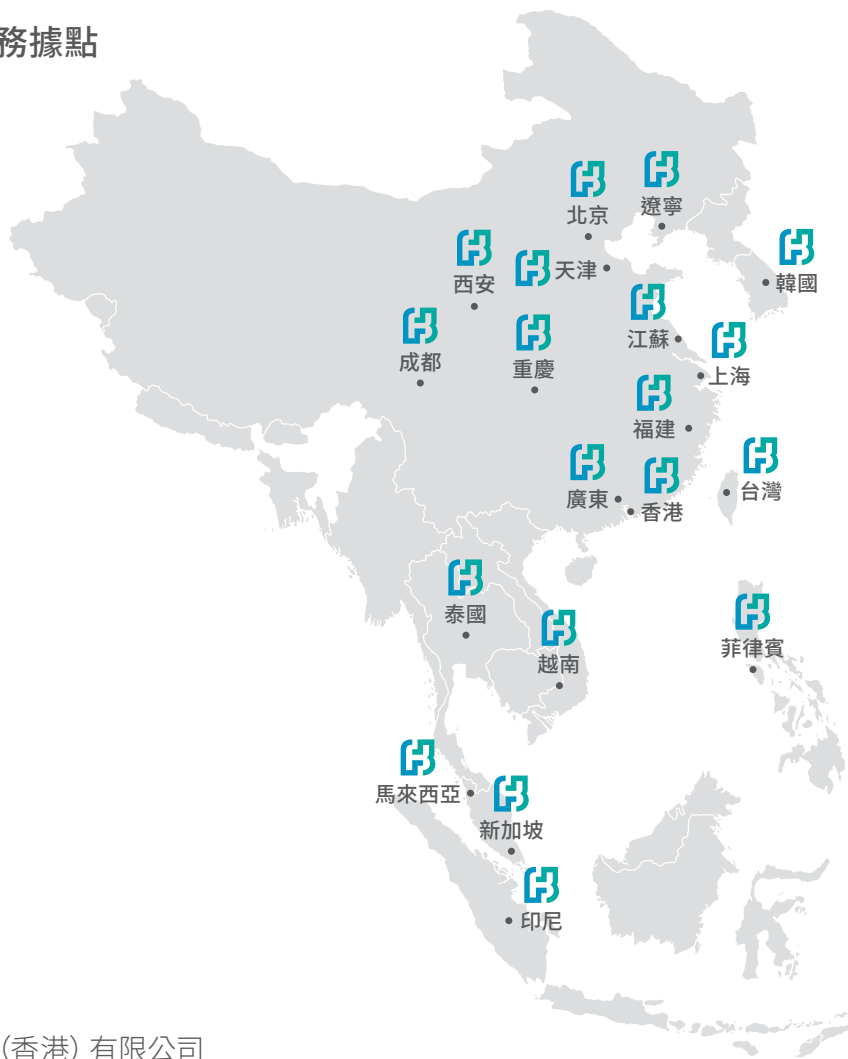 務據點
遼寧
北京
韓國
西安
天津
江蘇
成都
重慶
上海
福建
台灣
廣東
香港
泰國
菲律賓
越南
馬來西亞
新加坡
印尼
(香港) 有限公司